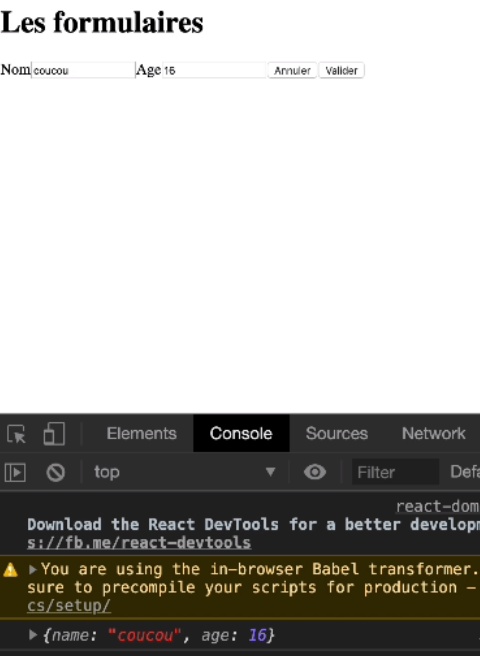 Les formulaires
Nom coucou Age 16 Annuler Valider
Elements Console Sources Network
top Filter Defa
react-dom
Download the React DevTools for a better developm
s://fb.me/react-devtools
You are using the in-browser Babel transformer.
sure to precompile your scripts for production -
cs/setup/
{name: "coucou", age: 16}